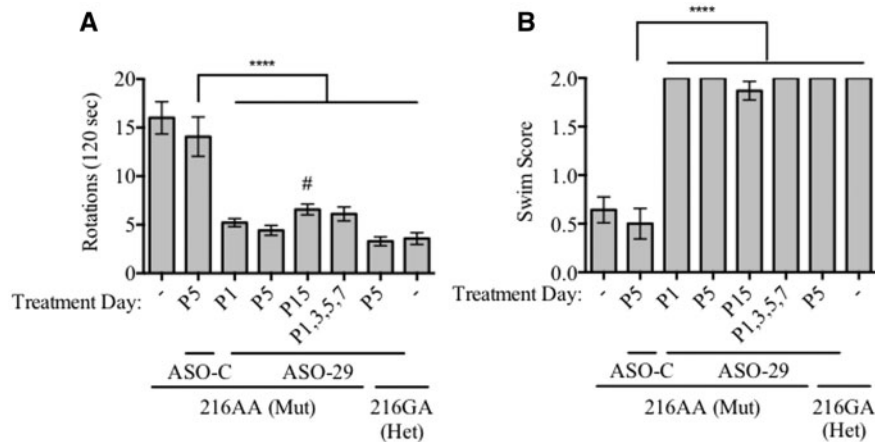 A
****
Rotations (120 sec)
20
15
10
5
0
#
Treatment Day:
-
P5
P1
P5
P15
P1,3,5,7
P5
-
ASO-C
ASO-29
216AA (Mut)
216GA
(Het)
B
****
Swim Score
2.0
1.5
1.0
0.5
0.0
Treatment Day:
-
P5
P1
P5
P15
P1,3,5,7
P5
-
ASO-C
ASO-29
216AA (Mut)
216GA
(Het)